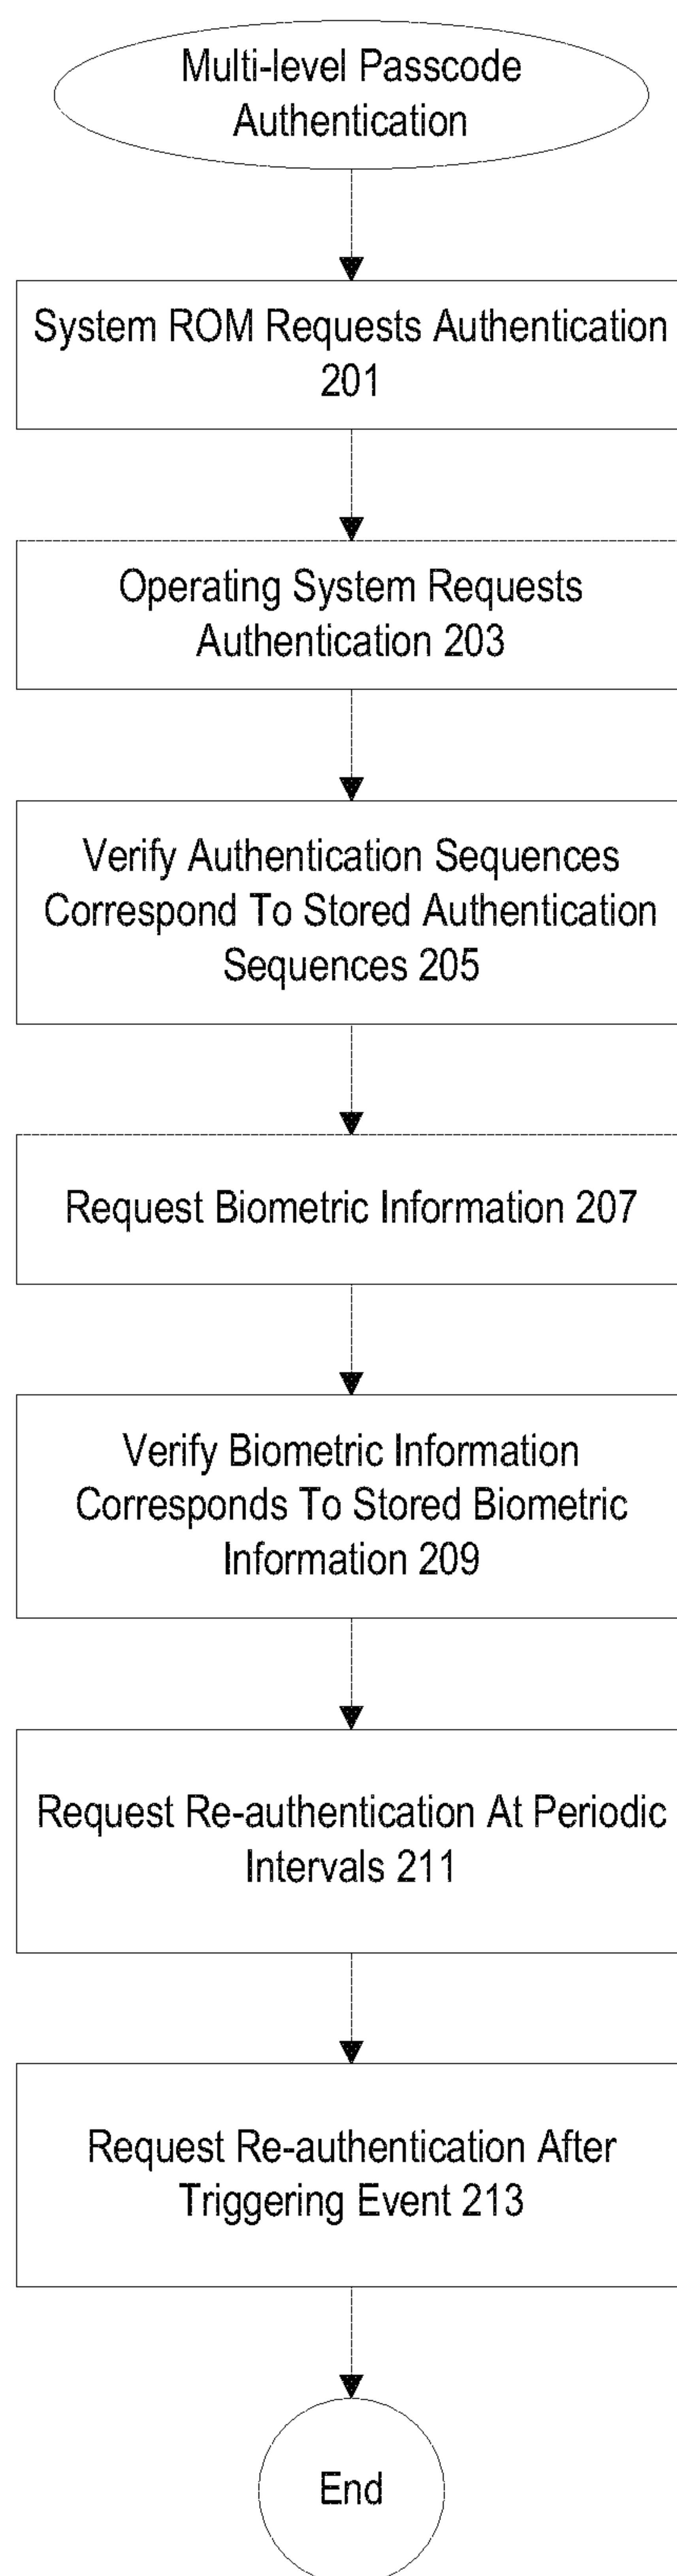 Multi-level Passcode
Authentication
System ROM Requests Authentication
201
Operating System Requests
Authentication 203
Verify Authentication Sequences
Correspond To Stored Authentication
Sequences 205
Request Biometric Information 207
Verify Biometric Information
Corresponds To Stored Biometric
Information 209
Request Re-authentication At Periodic
Intervals 211
Request Re-authentication After
Triggering Event 213
End